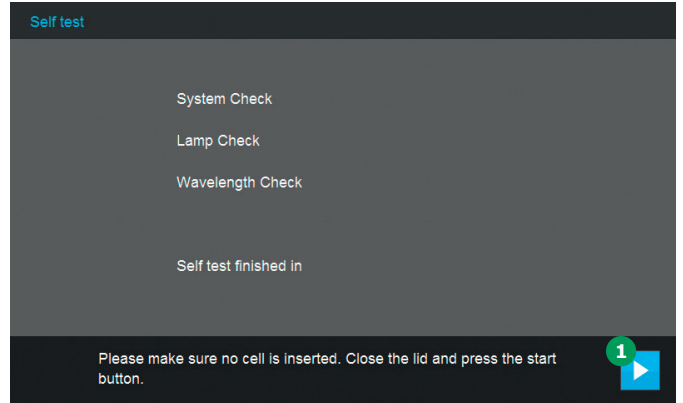 Self test
System Check
Lamp Check
Wavelength Check
Self test finished in
Please make sure no cell is inserted. Close the lid and press the start
button.
1